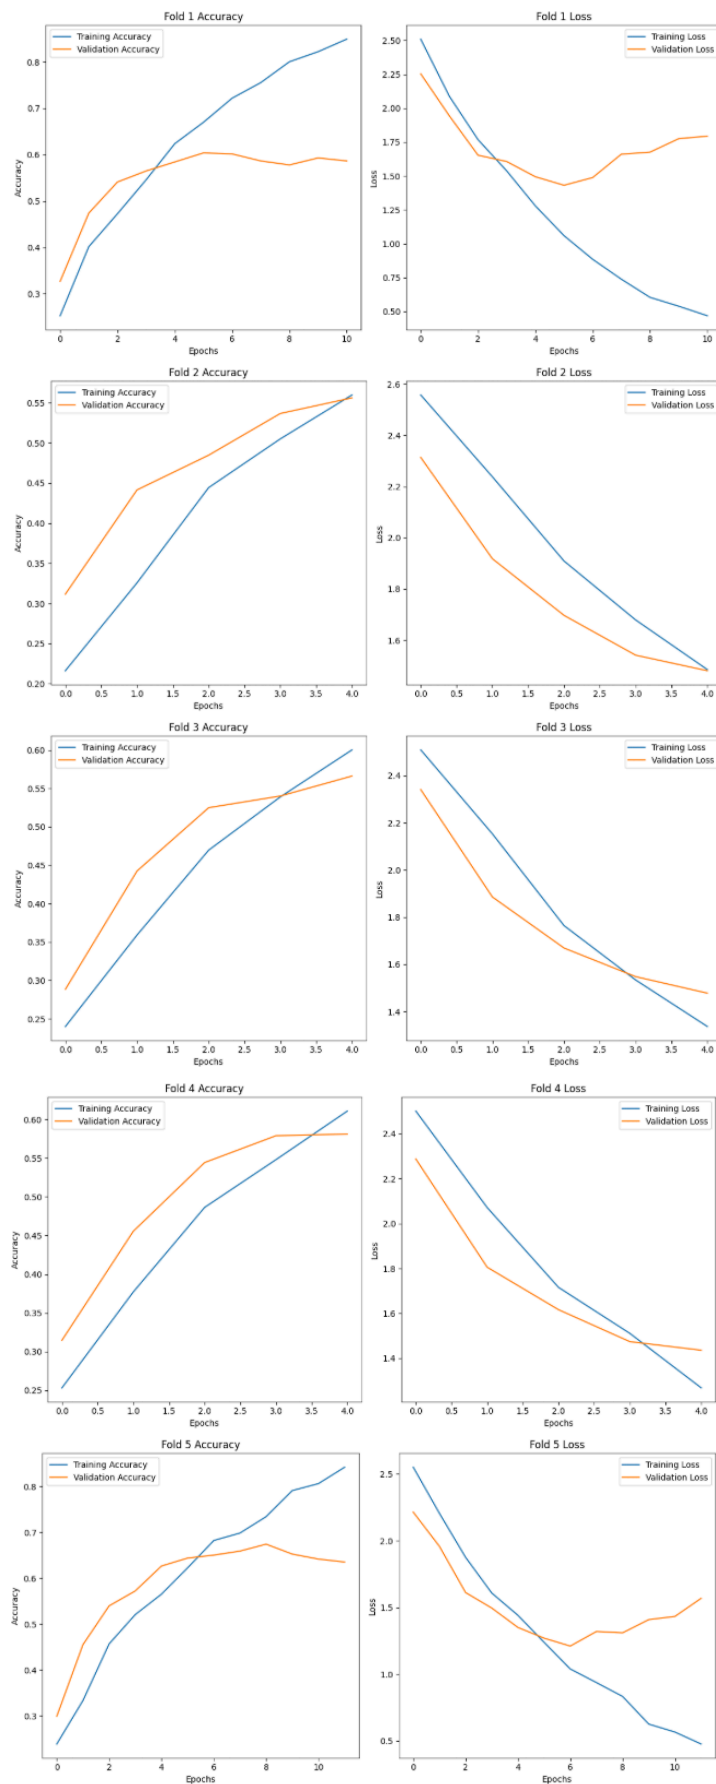 Fold 1 Accuracy
Training Accuracy
Validation Accuracy
0.8
0.7
0.6
0.5
0.4
0.3
Accuracy
0
2
4
6
8
10
Epochs
Fold 1 Loss
Training Loss
Validation Loss
2.50
2.25
2.00
1.75
1.50
1.25
1.00
0.75
0.50
Loss
0
2
4
6
8
10
Epochs
Fold 2 Accuracy
Training Accuracy
Validation Accuracy
0.55
0.50
0.45
0.40
0.35
0.30
0.25
0.20
Accuracy
0.0
0.5
1.0
1.5
2.0
2.5
3.0
3.5
4.0
Epochs
Fold 2 Loss
Training Loss
Validation Loss
2.6
2.4
2.2
2.0
1.8
1.6
Loss
0.0
0.5
1.0
1.5
2.0
2.5
3.0
3.5
4.0
Epochs
Fold 3 Accuracy
Training Accuracy
Validation Accuracy
0.60
0.55
0.50
0.45
0.40
0.35
0.30
0.25
Accuracy
0.0
0.5
1.0
1.5
2.0
2.5
3.0
3.5
4.0
Epochs
Fold 3 Loss
Training Loss
Validation Loss
2.4
2.2
2.0
1.8
1.6
1.4
Loss
0.0
0.5
1.0
1.5
2.0
2.5
3.0
3.5
4.0
Epochs
Fold 4 Accuracy
Training Accuracy
Validation Accuracy
0.60
0.55
0.50
0.45
0.40
0.35
0.30
0.25
Accuracy
0.0
0.5
1.0
1.5
2.0
2.5
3.0
3.5
4.0
Epochs
Fold 4 Loss
Training Loss
Validation Loss
2.4
2.2
2.0
1.8
1.6
1.4
Loss
0.0
0.5
1.0
1.5
2.0
2.5
3.0
3.5
4.0
Epochs
Fold 5 Accuracy
Training Accuracy
Validation Accuracy
0.8
0.7
0.6
0.5
0.4
0.3
Accuracy
0
2
4
6
8
10
Epochs
Fold 5 Loss
Training Loss
Validation Loss
2.5
2.0
1.5
1.0
0.5
Loss
0
2
4
6
8
10
Epochs